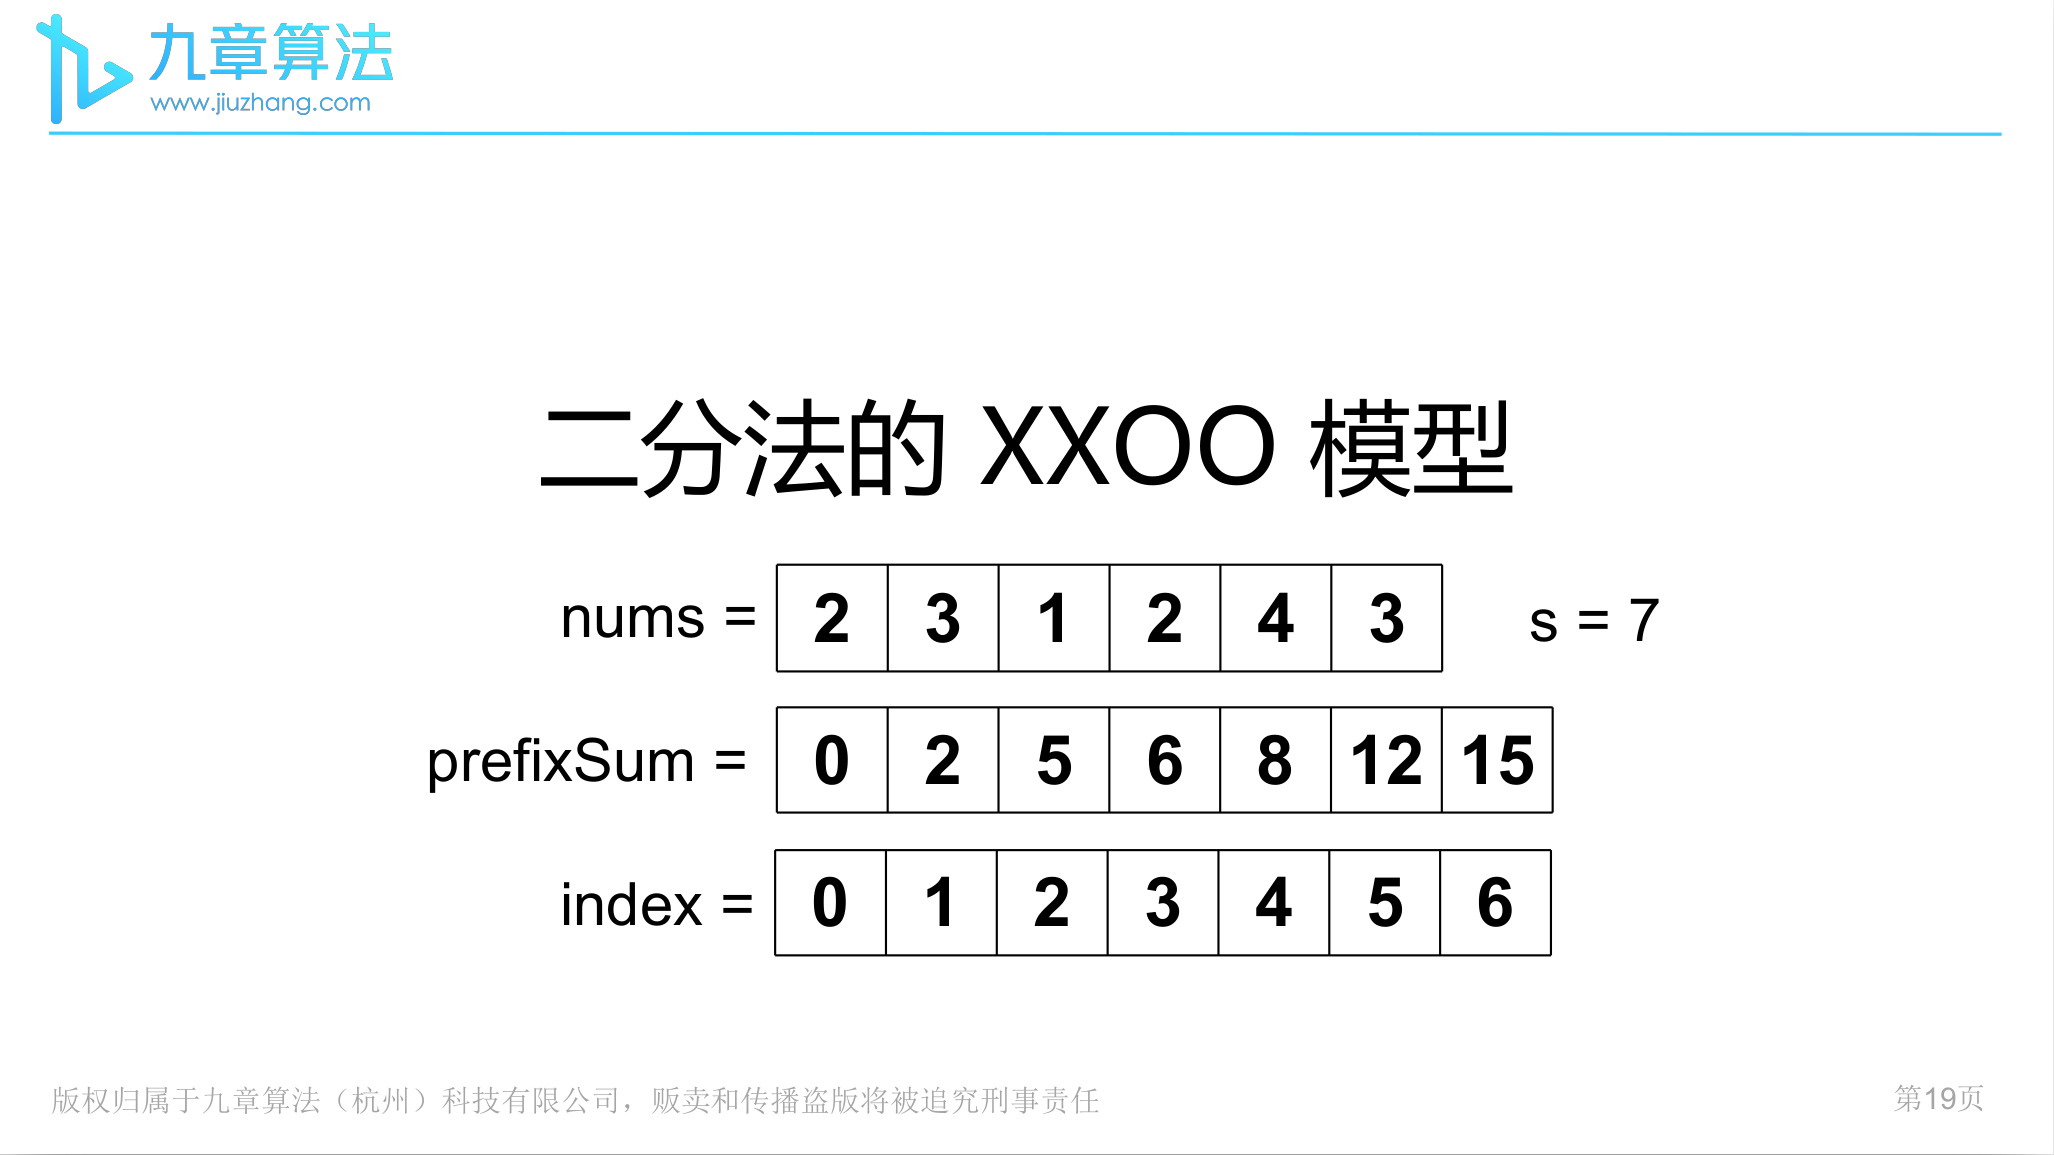 九章算法
www.jiuzhang.com
二分法的 XXOO 模型
nums = 2 3 1 2 4 3 s = 7
prefixSum = 0 2 5 6 8 12 15
index = 0 1 2 3 4 5 6
版权归属于九章算法（杭州）科技有限公司，贩卖和传播盗版将被追究刑事责任
第19页